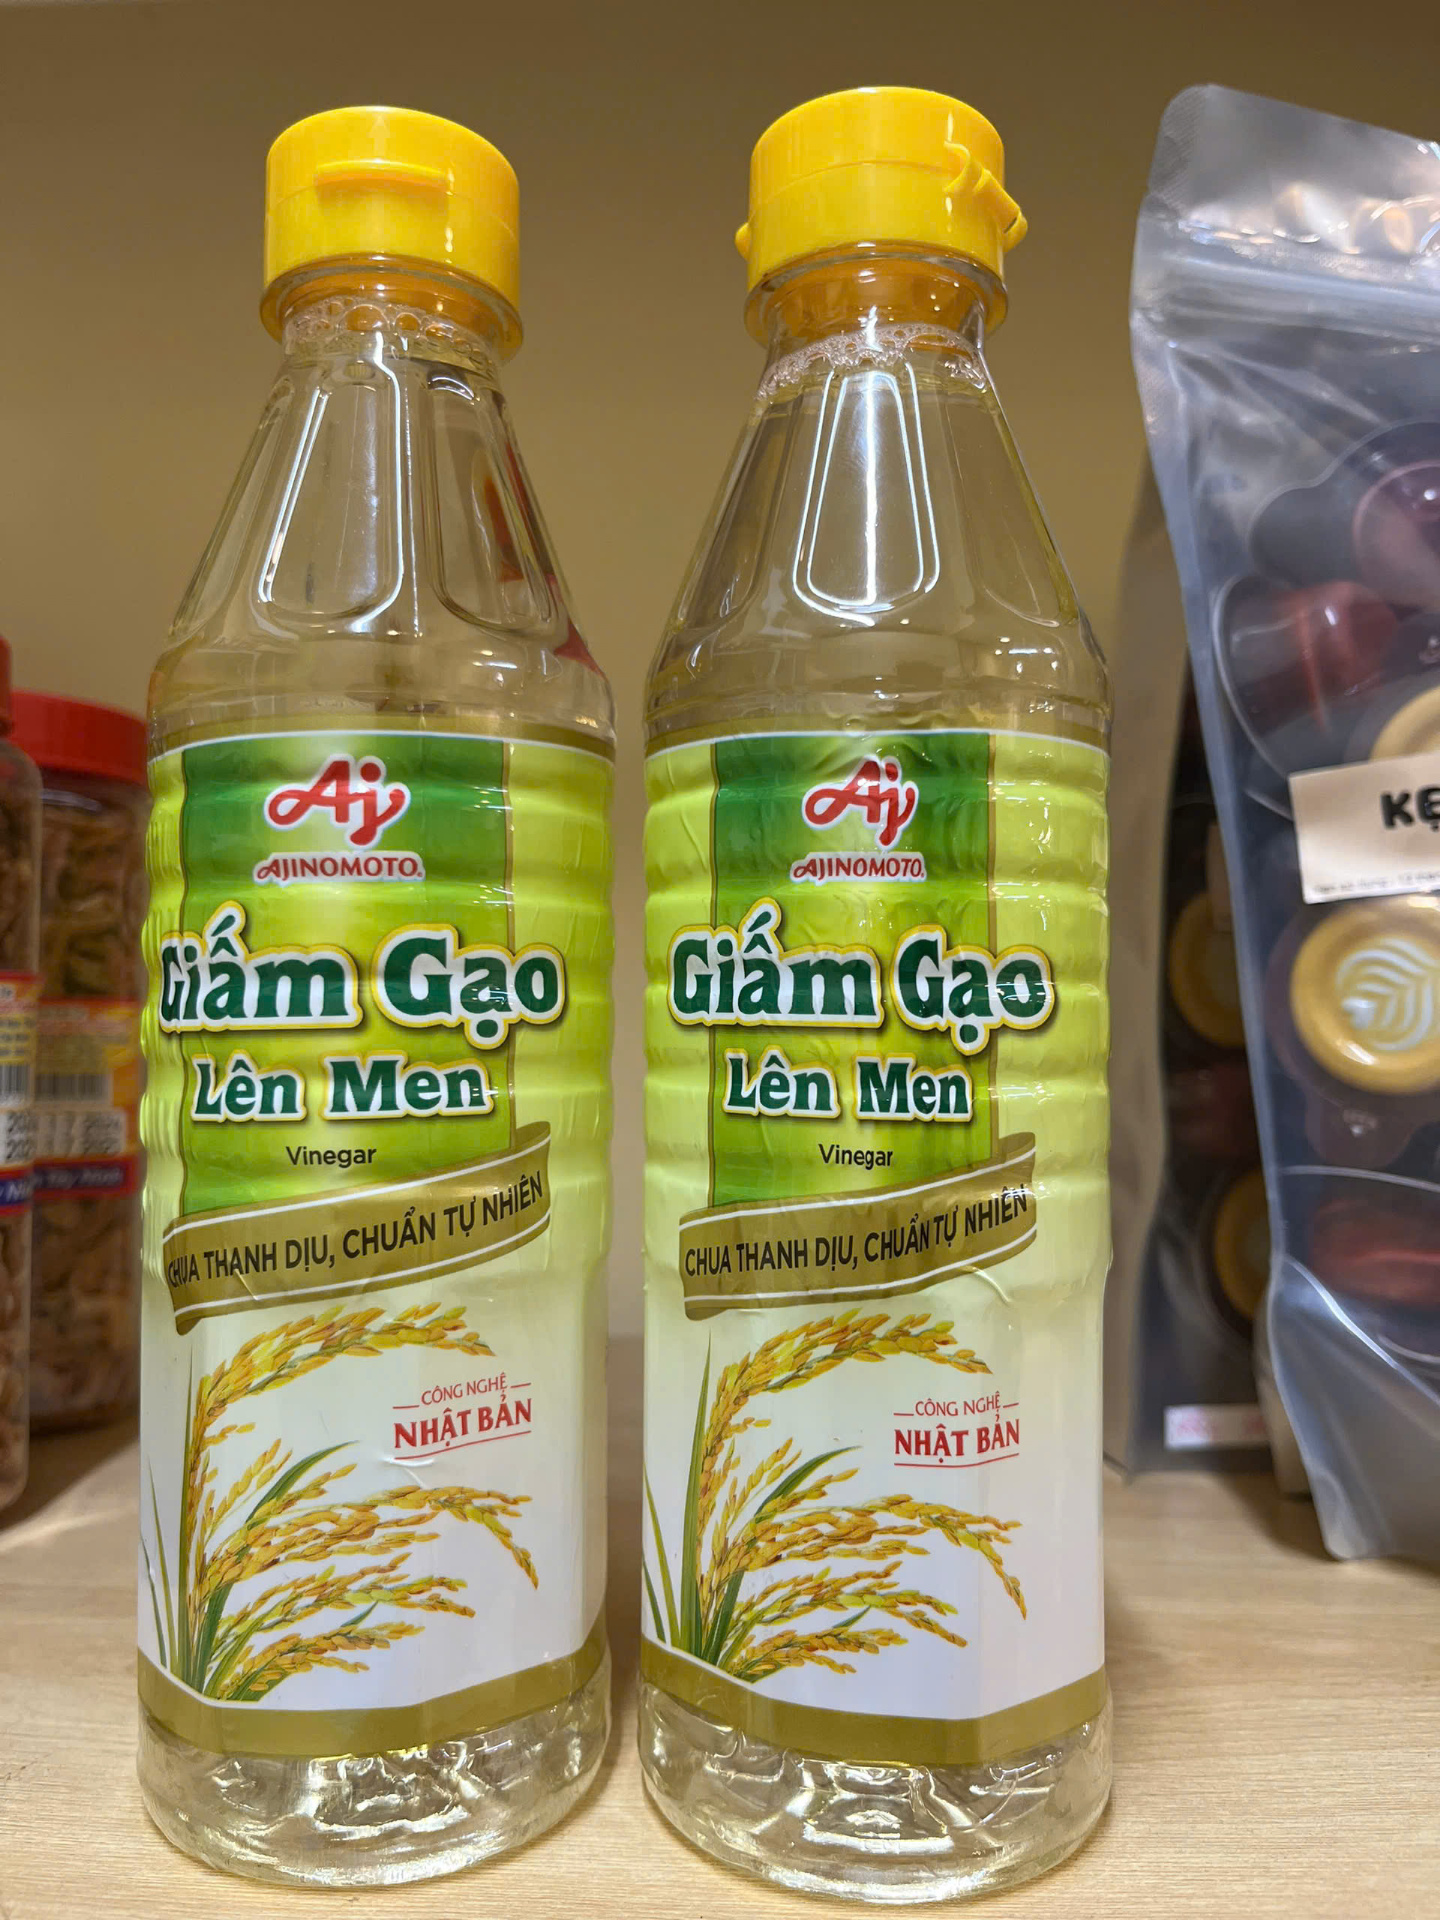 Aj
AJINOMOTO.
Giấm Gạo
Lên Men
Vinegar
CHUA THANH DỊU, CHUẨN TỰ NHIÊN
CÔNG NGHỆ
NHẬT BẢN
Aj
AJINOMOTO.
Giấm Gạo
Lên Men
Vinegar
CHUA THANH DỊU, CHUẨN TỰ NHIÊN
CÔNG NGHỆ
NHẬT BẢN